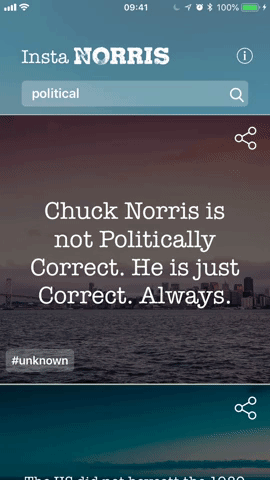 09:41
100%
Insta NORRIS
political
Chuck Norris is
not Politically
Correct. He is just
Correct. Always.
#unknown
The US did not boycott the 1980